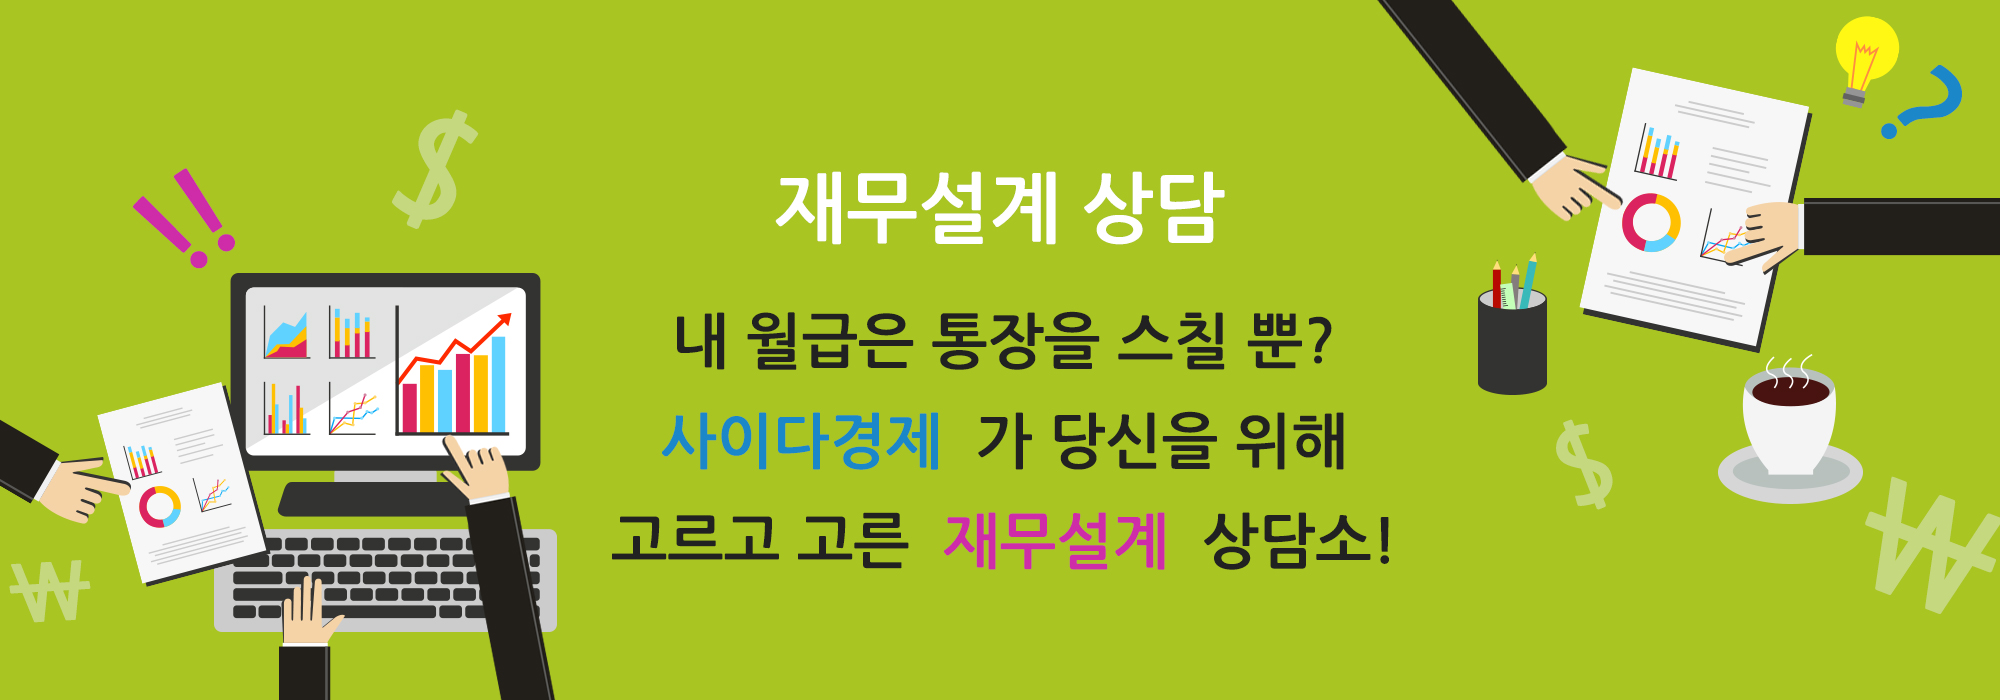 재무설계 상담
내 월급은 통장을 스칠 뿐?
사이다경제 가 당신을 위해
고르고 고른 재무설계 상담소!